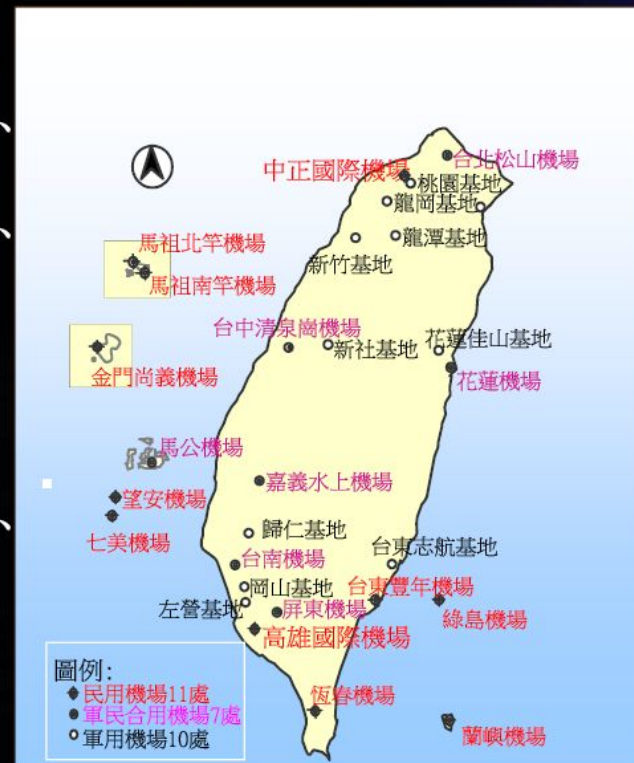 台北松山機場
中正國際機場
桃園基地
龍岡基地
龍潭基地
新竹基地
馬祖北竿機場
馬祖南竿機場
台中清泉崗機場
新社基地
花蓮佳山基地
金門尚義機場
花蓮機場
馬公機場
嘉義水上機場
望安機場
七美機場
歸仁基地
台南機場
台東志航基地
岡山基地
台東豐年機場
左營基地
屏東機場
綠島機場
高雄國際機場
恆春機場
蘭嶼機場
圖例:
民用機場11處
軍民合用機場7處
軍用機場10處
、
、
、